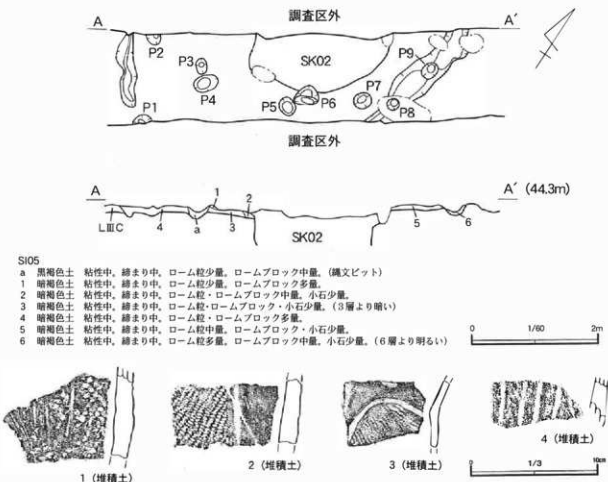 調査区外
A A′
P2
SK02
P9
P3
P4
P7
P5 P6
P1 P8
調査区外
A A′ (44.3m)
1 2
LⅢC 4 a 3 5 6
SK02
SI05
a 黒褐色土 粘性中。締まり中。ローム粒少量。ロームブロック中量。(縄文ピット)
1 暗褐色土 粘性中。締まり中。ローム粒少量。ロームブロック多量。
2 暗褐色土 粘性中。締まり中。ローム粒・ロームブロック中量。小石少量。
3 暗褐色土 粘性中。締まり中。ローム粒・ロームブロック・小石少量。(3層より暗い)
4 暗褐色土 粘性中。締まり中。ローム粒・ロームブロック多量。
5 暗褐色土 粘性中。締まり中。ローム粒中量。ロームブロック・小石少量。
6 暗褐色土 粘性中。締まり中。ローム粒多量。ロームブロック中量。小石少量。(6層より明るい)
0 1/60 2m
1(堆積土)
2(堆積土)
3(堆積土)
4(堆積土)
0 1/3 10cm